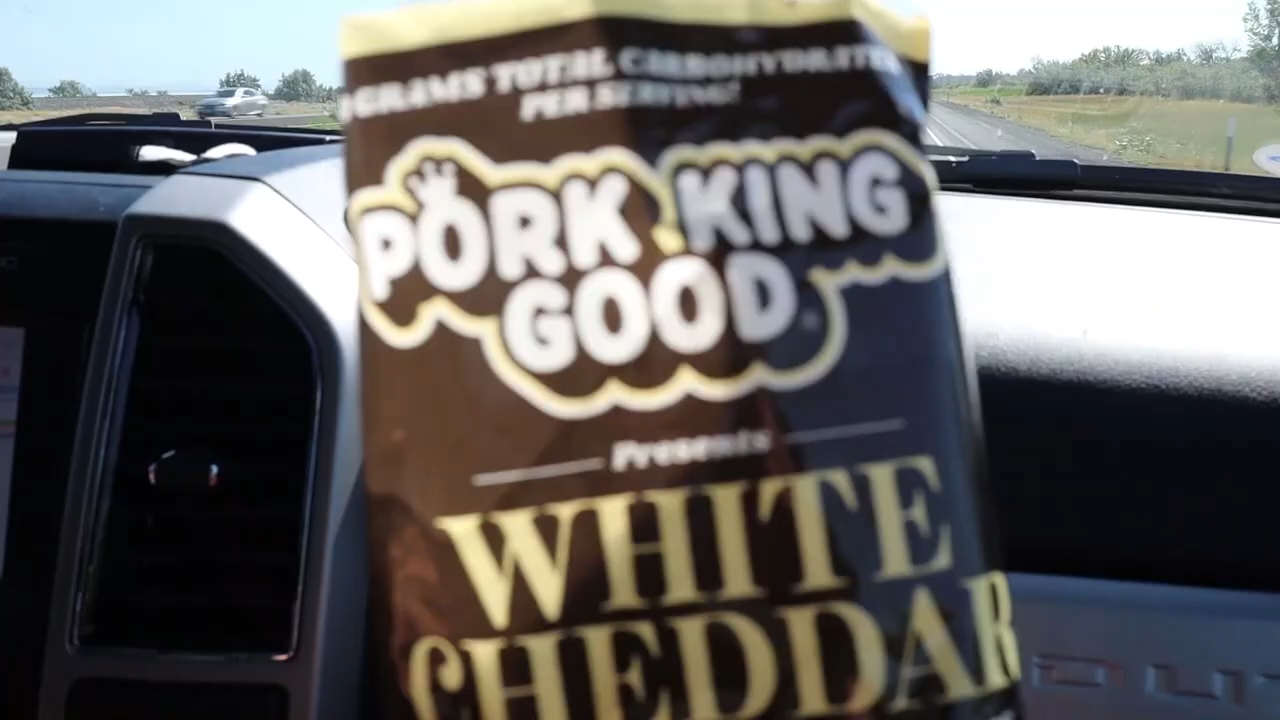 GRAMS TOTAL CARBOHYDRATES
PER SERVING!
PORK KING
GOOD
Presents
WHITE
CHEDDAR